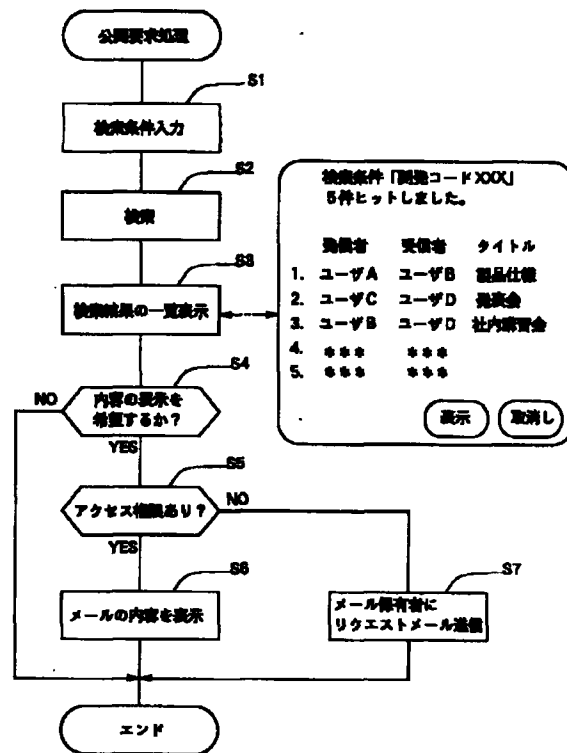 公開要求処理
S1
検索条件入力
S2
検索
S3
検索結果の一覧表示
検索条件「開発コードXXX」
5件ヒットしました。
発信者 受信者 タイトル
1. ユーザA ユーザB 製品仕様
2. ユーザC ユーザD 発表会
3. ユーザB ユーザD 社内講習会
4. *** ***
5. *** ***
表示 取消し
S4
NO
内容の表示を
希望するか?
YES
S5
アクセス権限あり?
NO
YES
S6
メールの内容を表示
S7
メール保有者に
リクエストメール送信
エンド